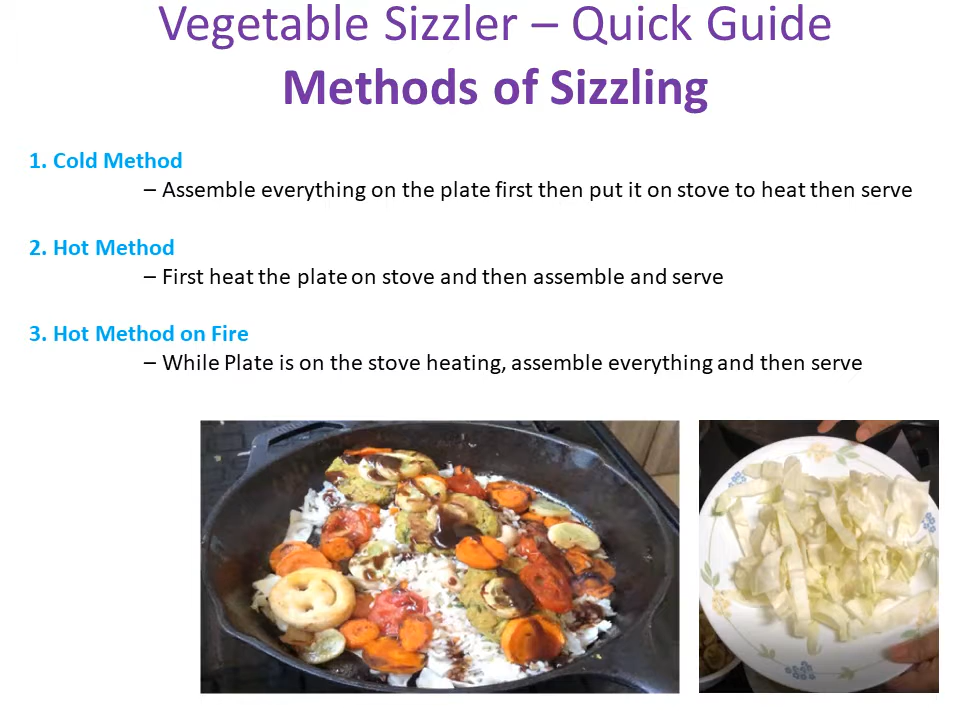 Vegetable Sizzler – Quick Guide
Methods of Sizzling
1. Cold Method
– Assemble everything on the plate first then put it on stove to heat then serve
2. Hot Method
– First heat the plate on stove and then assemble and serve
3. Hot Method on Fire
– While Plate is on the stove heating, assemble everything and then serve